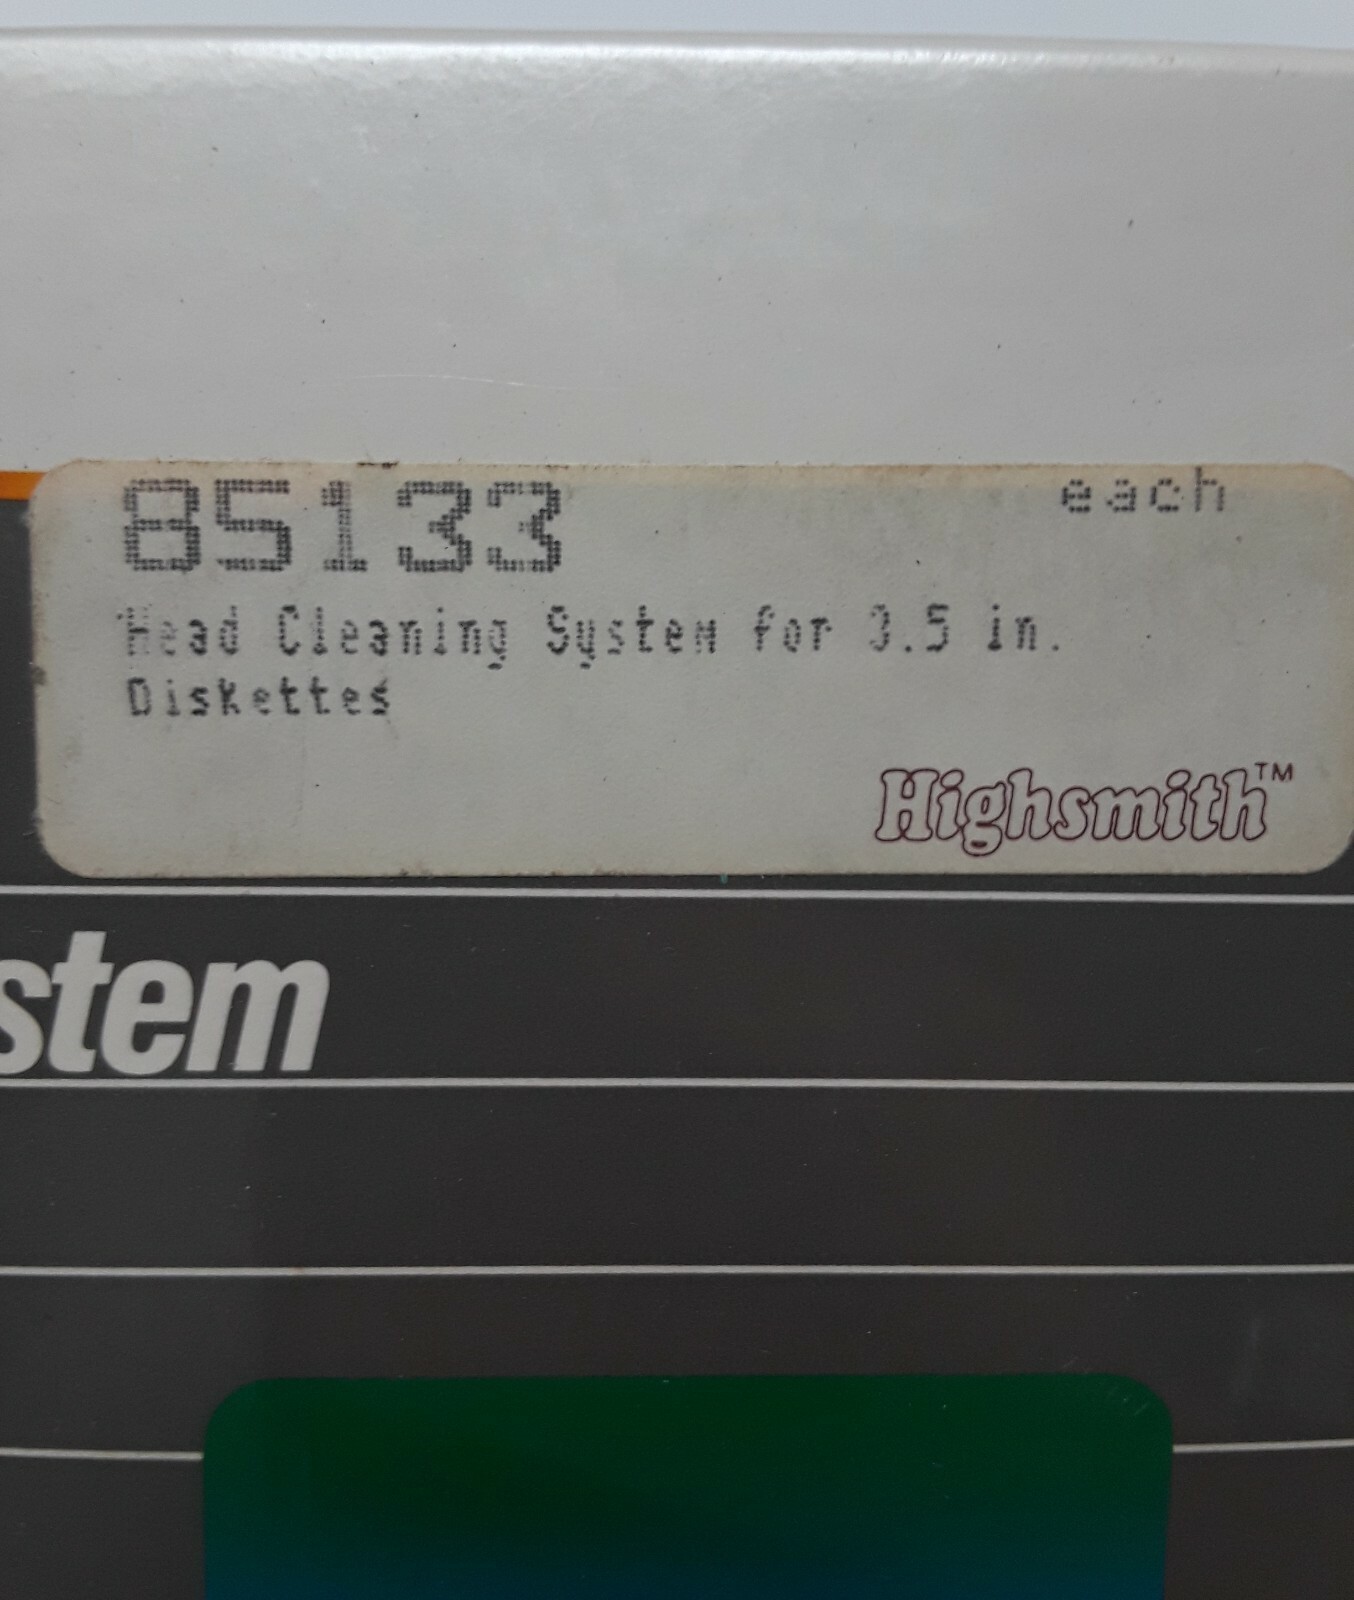 85133 each
Head Cleaning System for 3.5 in.
Diskettes
Highsmith™
stem